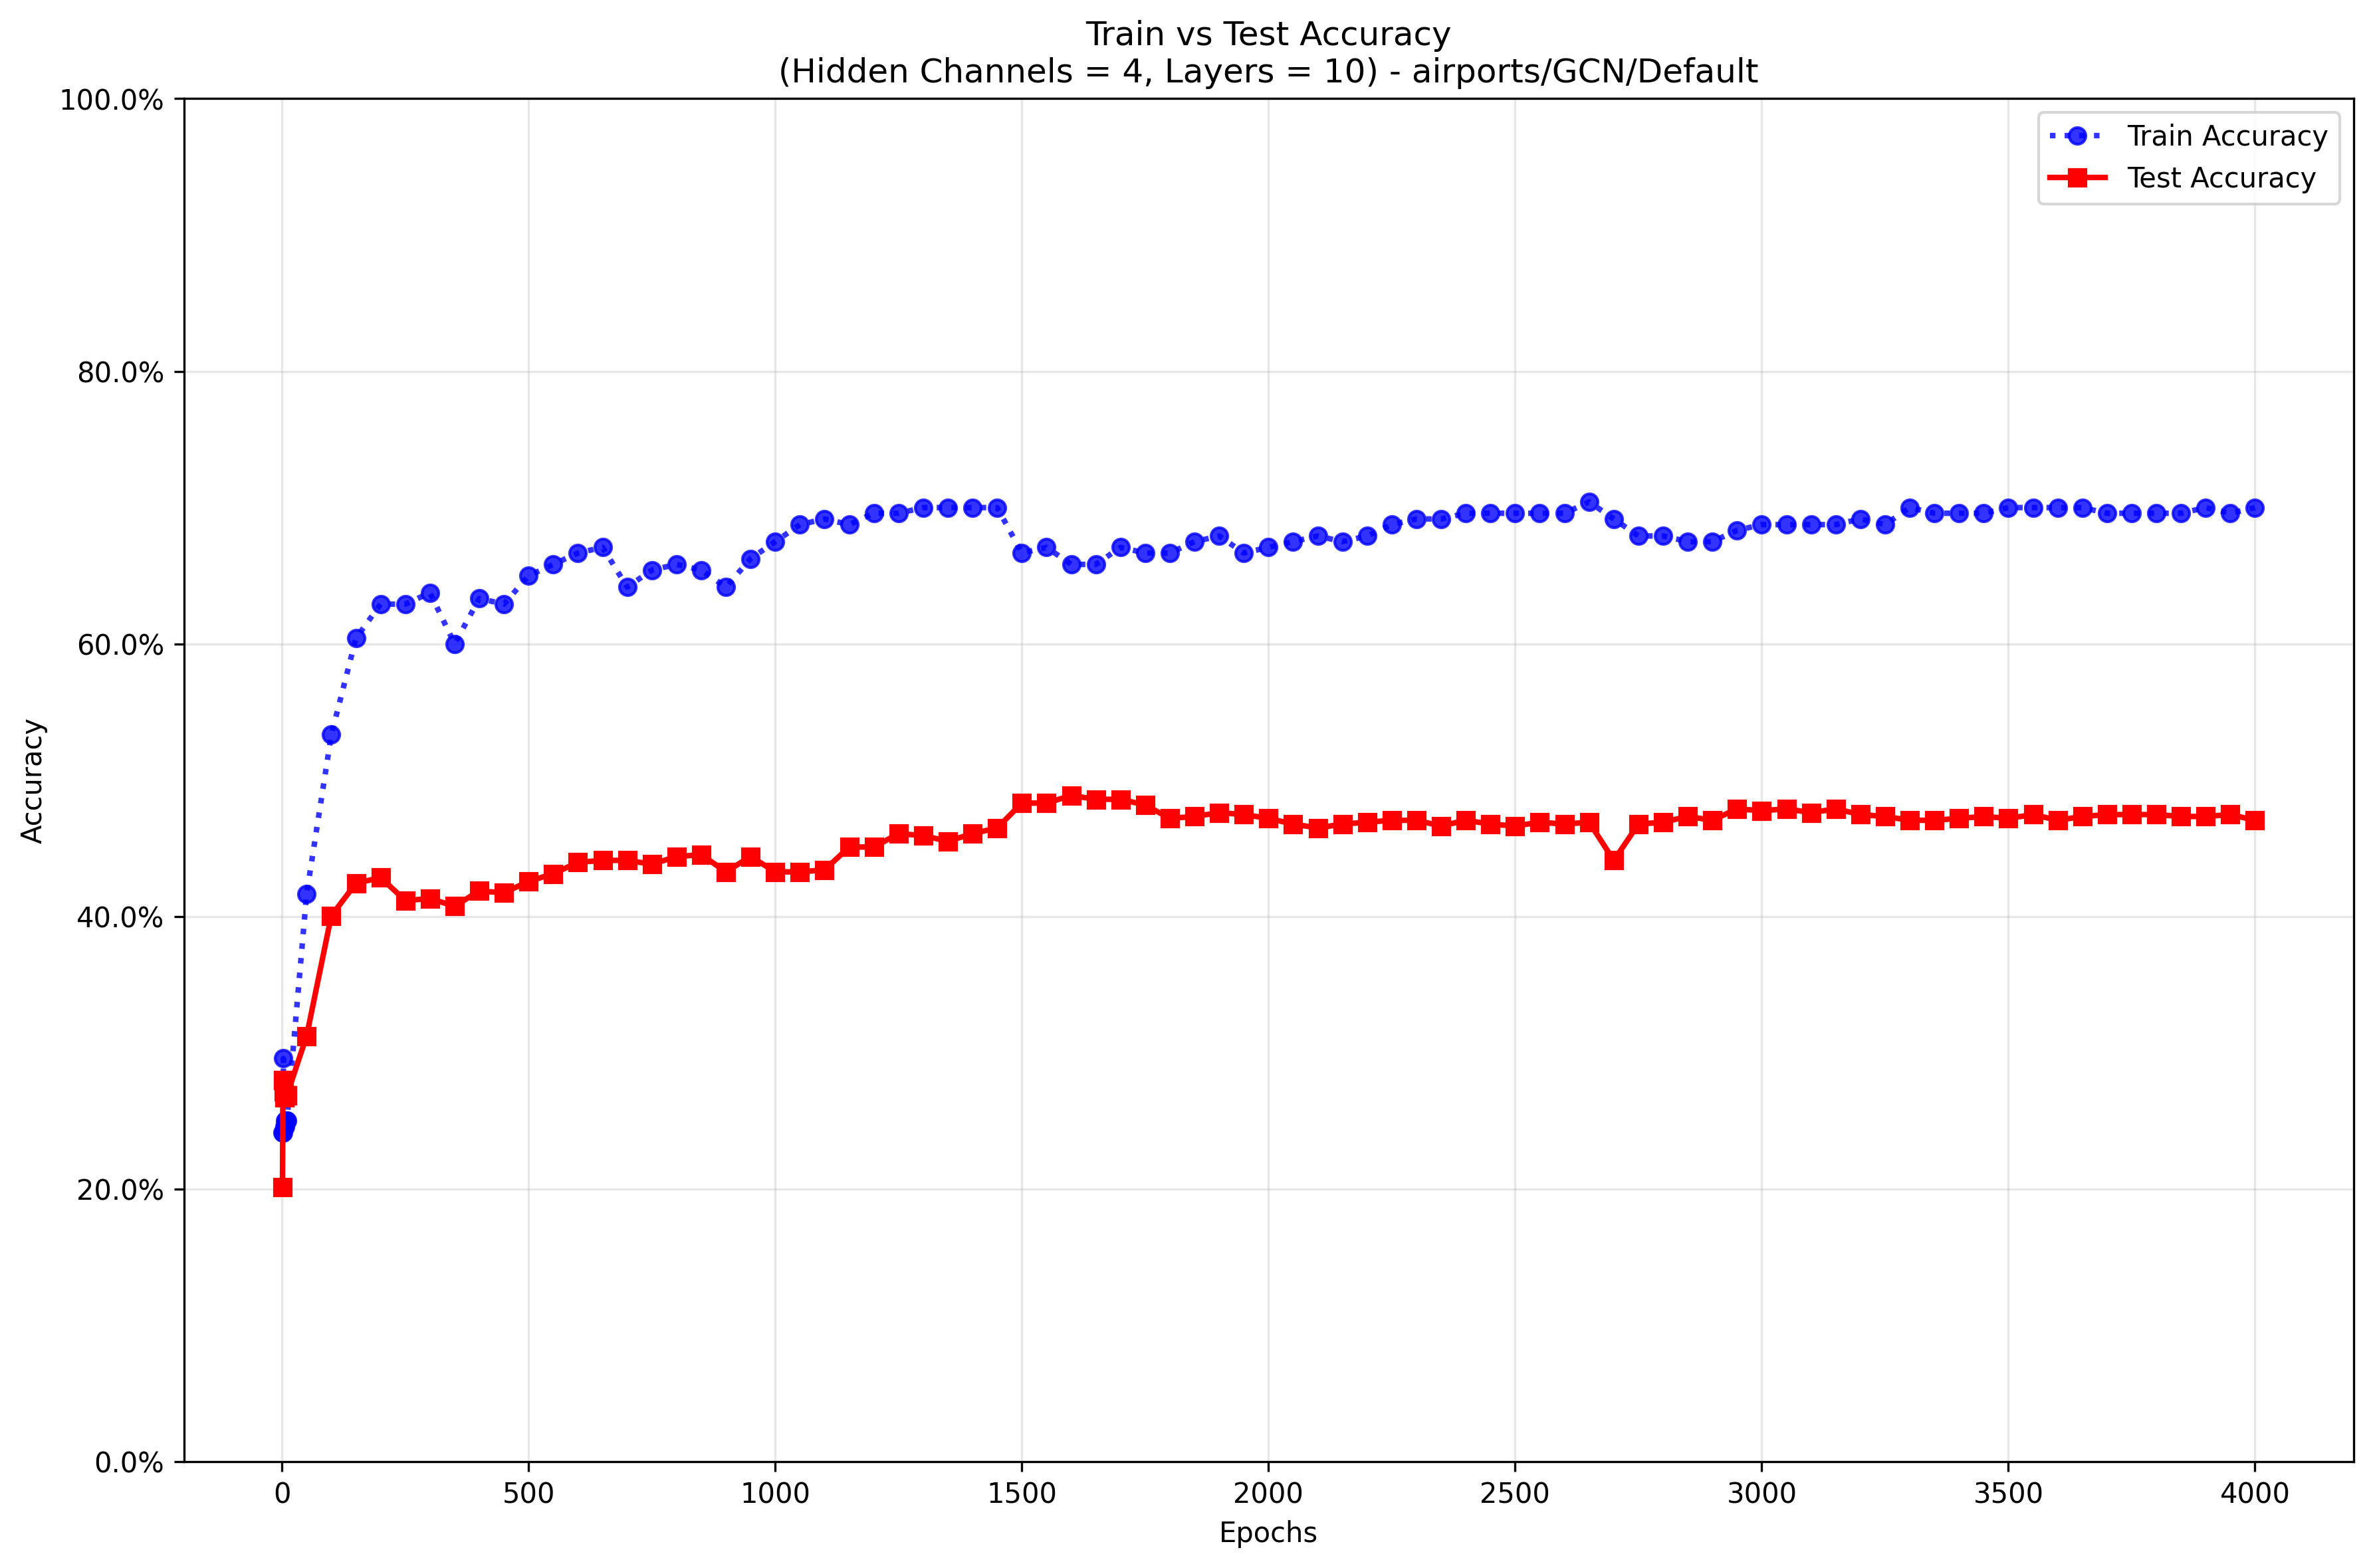 Train vs Test Accuracy
(Hidden Channels = 4, Layers = 10) - airports/GCN/Default
100.0%
80.0%
60.0%
40.0%
20.0%
0.0%
Accuracy
Train Accuracy
Test Accuracy
0 500 1000 1500 2000 2500 3000 3500 4000
Epochs